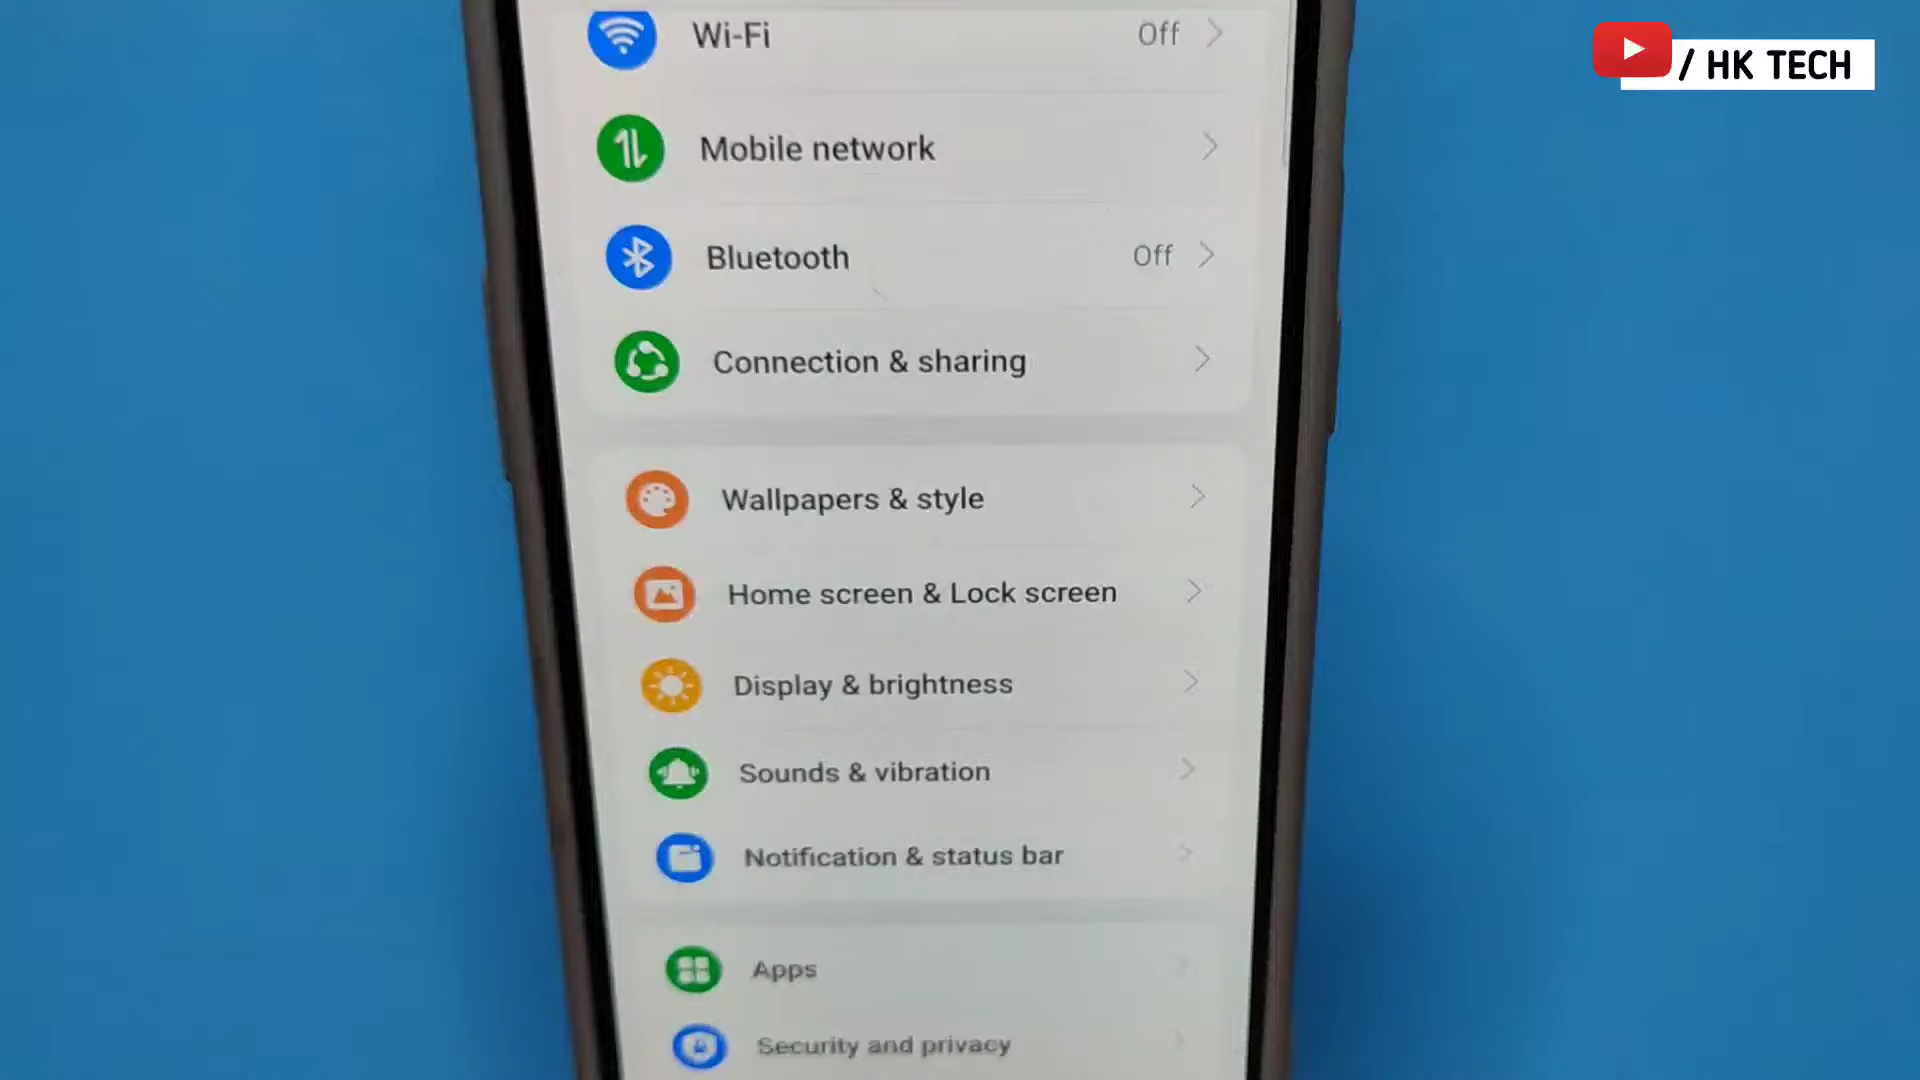 Wi-Fi Off
/ HK TECH
Mobile network
Bluetooth Off
Connection & sharing
Wallpapers & style
Home screen & Lock screen
Display & brightness
Sounds & vibration
Notification & status bar
Apps
Security and privacy